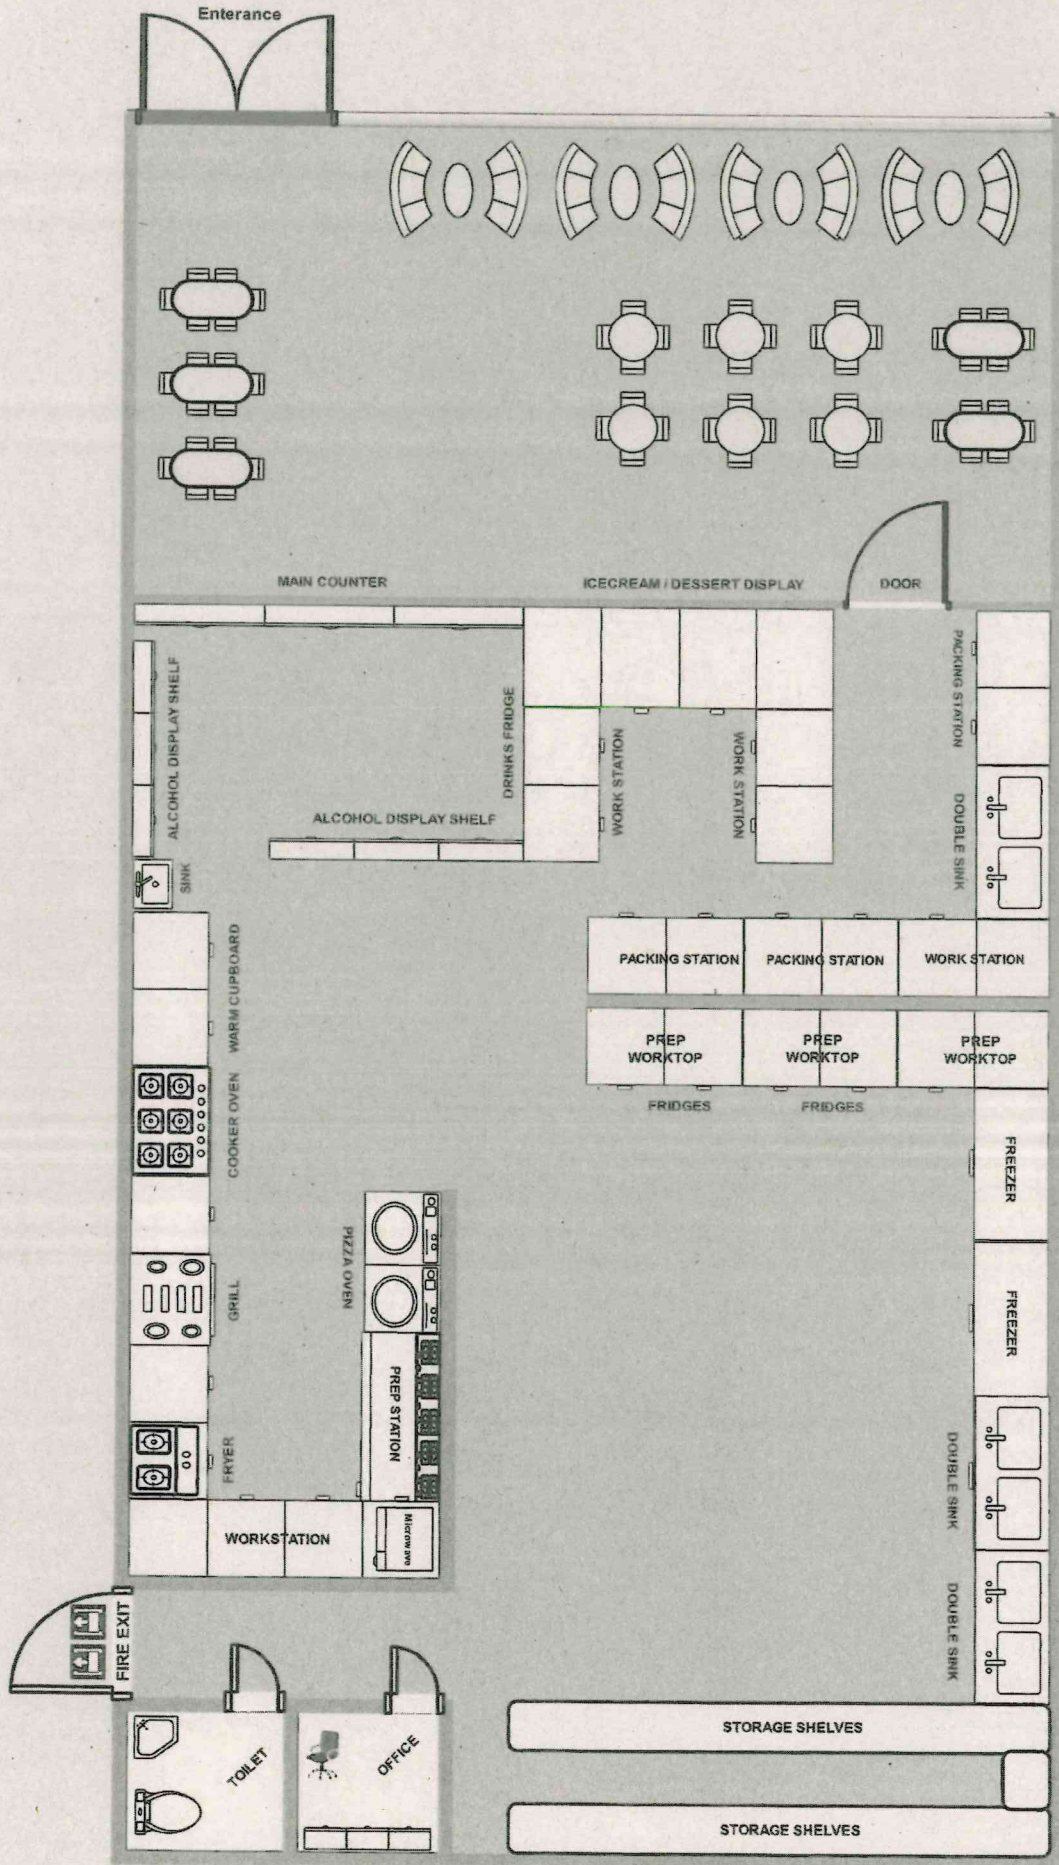 Enterance
MAIN COUNTER
ICECREAM / DESSERT DISPLAY
DOOR
ALCOHOL DISPLAY SHELF
DRINKS FRIDGE
WORK STATION
WORK STATION
PACKING STATION
ALCOHOL DISPLAY SHELF
DOUBLE SINK
SINK
WARM CUPBOARD
PACKING STATION
PACKING STATION
WORK STATION
PREP
WORKTOP
PREP
WORKTOP
PREP
WORKTOP
FRIDGES
FRIDGES
COOKER OVEN
FREEZER
PIZZA OVEN
GRILL
FREEZER
PREP STATION
FRYER
DOUBLE SINK
WORKSTATION
Microwave
FIRE EXIT
DOUBLE SINK
TOILET
OFFICE
STORAGE SHELVES
STORAGE SHELVES